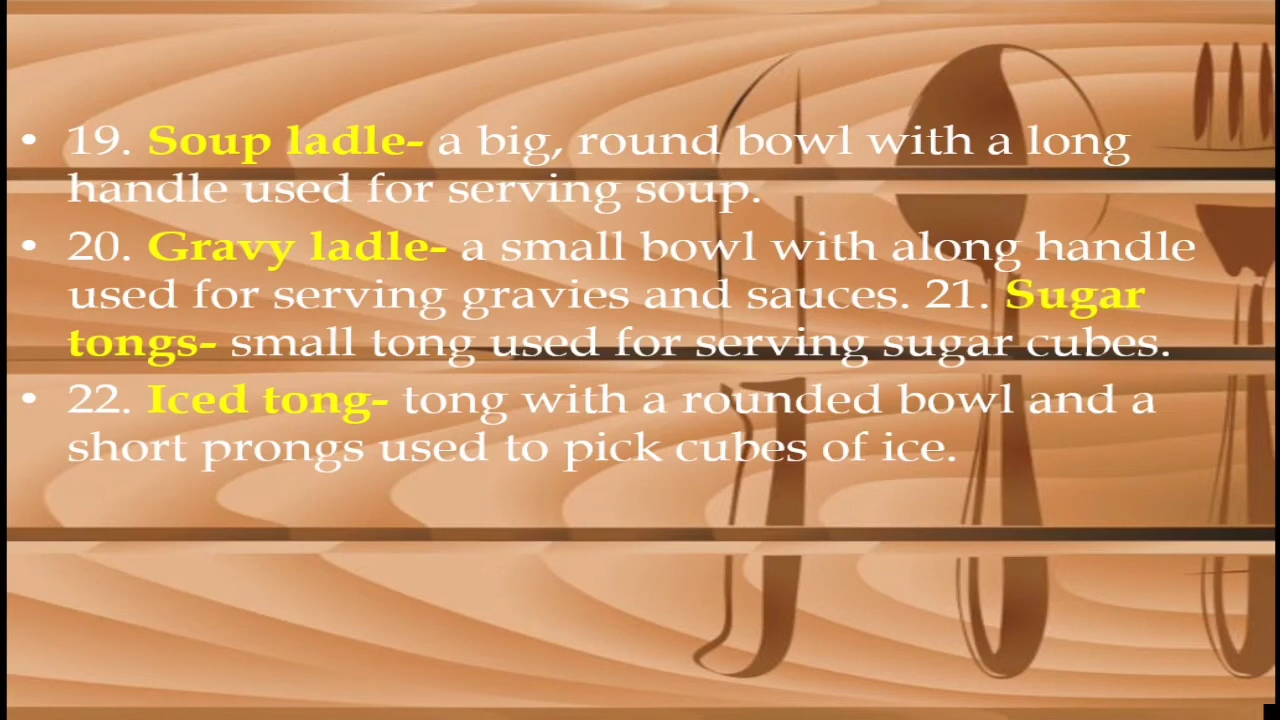 • 19. Soup ladle- a big, round bowl with a long
handle used for serving soup.
• 20. Gravy ladle- a small bowl with along handle
used for serving gravies and sauces. 21. Sugar
tongs- small tong used for serving sugar cubes.
• 22. Iced tong- tong with a rounded bowl and a
short prongs used to pick cubes of ice.